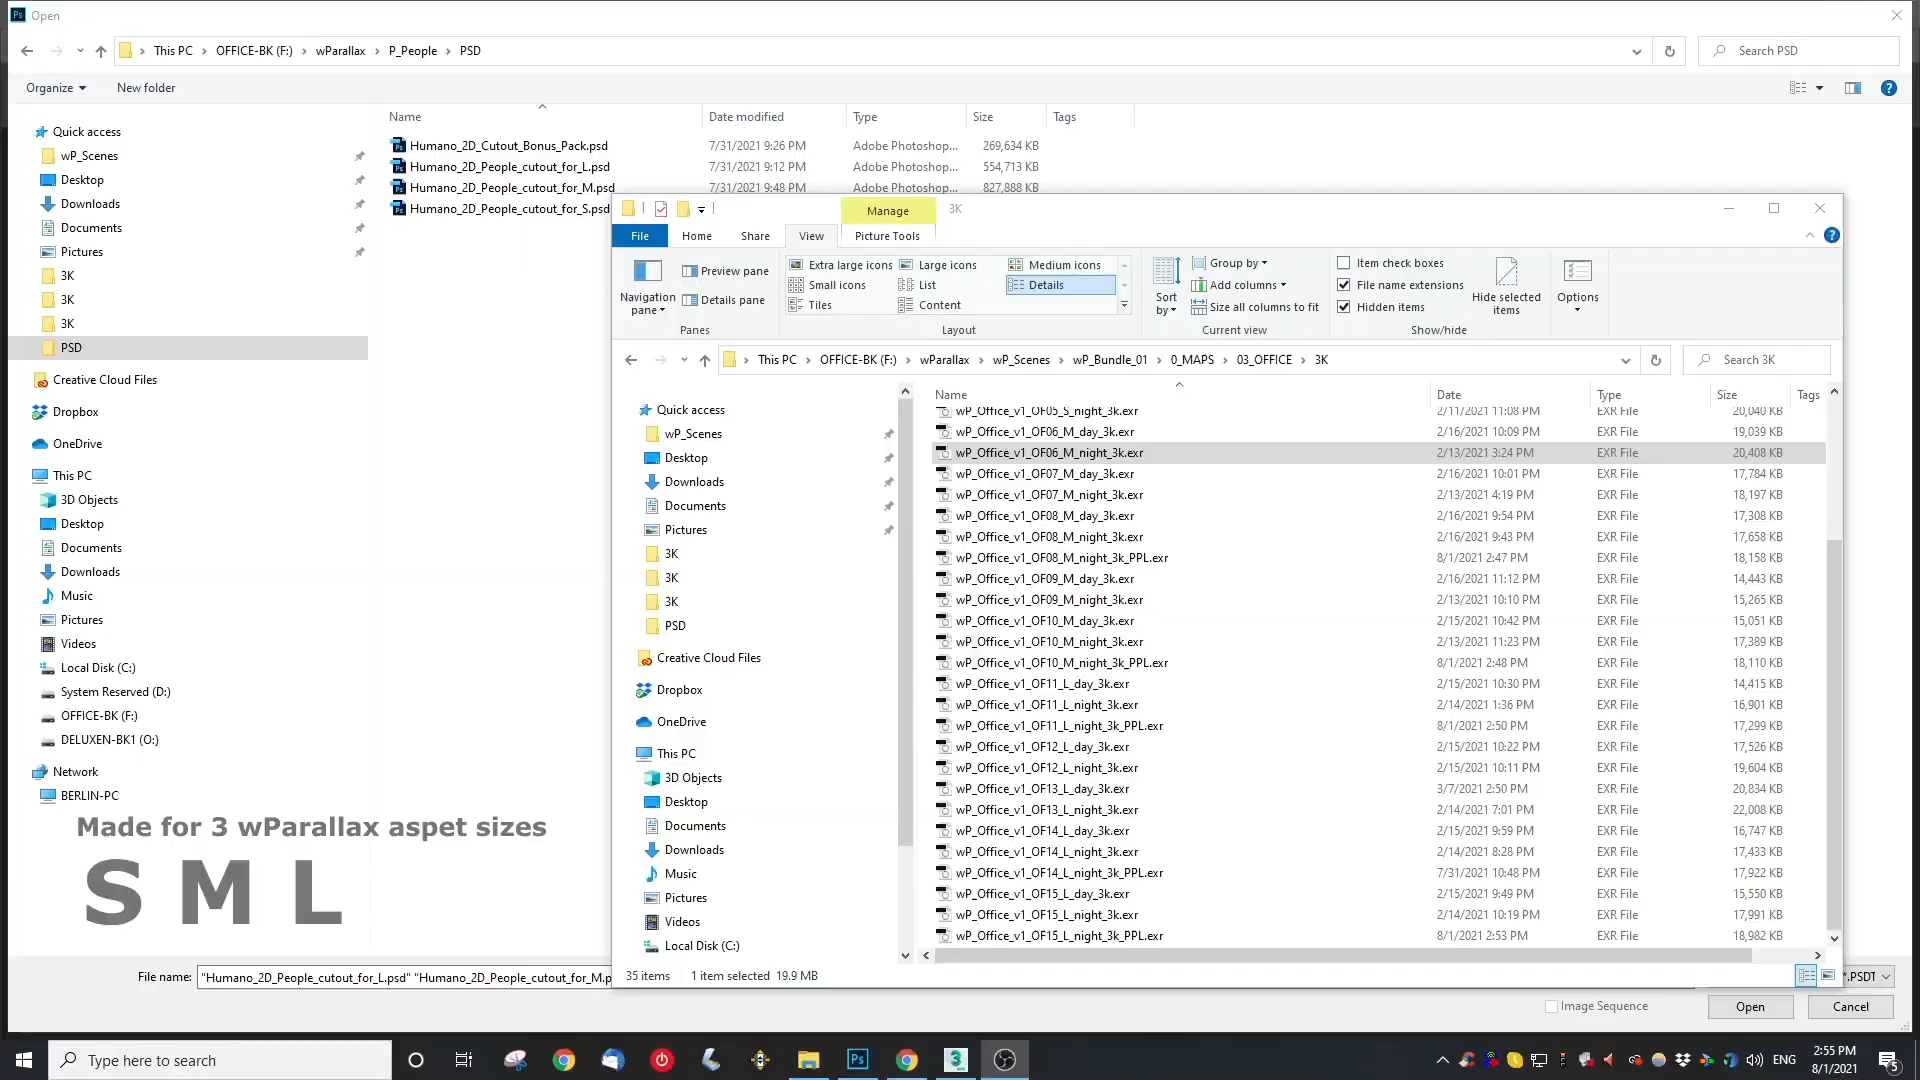 Open
This PC > OFFICE-BK (F:) > wParallax > P_People > PSD
Search PSD
Organize
New folder
Name
Date modified
Type
Size
Tags
Humano_2D_Cutout_Bonus_Pack.psd 7/31/2021 9:26 PM Adobe Photoshop... 269,634 KB
Humano_2D_People_cutout_for_L.psd 7/31/2021 9:12 PM Adobe Photoshop... 554,713 KB
Humano_2D_People_cutout_for_M.psd 7/31/2021 9:48 PM Adobe Photoshop... 827,888 KB
Humano_2D_People_cutout_for_S.psd
Quick access
wP_Scenes
Desktop
Downloads
Documents
Pictures
3K
3K
3K
PSD
Creative Cloud Files
Dropbox
OneDrive
This PC
3D Objects
Desktop
Documents
Downloads
Music
Pictures
Videos
Local Disk (C:)
System Reserved (D:)
OFFICE-BK (F:)
DELUXEN-BK1 (O:)
Network
BERLIN-PC
Made for 3 wParallax aspet sizes
S M L
Manage
3K
File
Home
Share
View
Picture Tools
Navigation pane
Preview pane
Details pane
Panes
Extra large icons
Large icons
Medium icons
Small icons
List
Details
Tiles
Content
Layout
Sort by
Group by
Add columns
Size all columns to fit
Current view
Item check boxes
File name extensions
Hidden items
Hide selected items
Show/hide
Options
This PC > OFFICE-BK (F:) > wParallax > wP_Scenes > wP_Bundle_01 > 0_MAPS > 03_OFFICE > 3K
Search 3K
Quick access
wP_Scenes
Desktop
Downloads
Documents
Pictures
3K
3K
3K
PSD
Creative Cloud Files
Dropbox
OneDrive
This PC
3D Objects
Desktop
Documents
Downloads
Music
Pictures
Videos
Local Disk (C:)
Name
Date
Type
Size
Tags
wP_Office_v1_OF05_S_night_3k.exr 2/11/2021 11:08 PM EXR File 20,040 KB
wP_Office_v1_OF06_M_day_3k.exr 2/16/2021 10:09 PM EXR File 19,039 KB
wP_Office_v1_OF06_M_night_3k.exr 2/13/2021 3:24 PM EXR File 20,408 KB
wP_Office_v1_OF07_M_day_3k.exr 2/16/2021 10:01 PM EXR File 17,784 KB
wP_Office_v1_OF07_M_night_3k.exr 2/13/2021 4:19 PM EXR File 18,197 KB
wP_Office_v1_OF08_M_day_3k.exr 2/16/2021 9:54 PM EXR File 17,308 KB
wP_Office_v1_OF08_M_night_3k.exr 2/16/2021 9:43 PM EXR File 17,658 KB
wP_Office_v1_OF08_M_night_3k_PPL.exr 8/1/2021 2:47 PM EXR File 18,158 KB
wP_Office_v1_OF09_M_day_3k.exr 2/16/2021 11:12 PM EXR File 14,443 KB
wP_Office_v1_OF09_M_night_3k.exr 2/13/2021 10:10 PM EXR File 15,265 KB
wP_Office_v1_OF10_M_day_3k.exr 2/15/2021 10:42 PM EXR File 15,051 KB
wP_Office_v1_OF10_M_night_3k.exr 2/13/2021 11:23 PM EXR File 17,389 KB
wP_Office_v1_OF10_M_night_3k_PPL.exr 8/1/2021 2:48 PM EXR File 18,110 KB
wP_Office_v1_OF11_L_day_3k.exr 2/15/2021 10:30 PM EXR File 14,415 KB
wP_Office_v1_OF11_L_night_3k.exr 2/14/2021 1:36 PM EXR File 16,901 KB
wP_Office_v1_OF11_L_night_3k_PPL.exr 8/1/2021 2:50 PM EXR File 17,299 KB
wP_Office_v1_OF12_L_day_3k.exr 2/15/2021 10:22 PM EXR File 17,526 KB
wP_Office_v1_OF12_L_night_3k.exr 2/15/2021 10:11 PM EXR File 19,604 KB
wP_Office_v1_OF13_L_day_3k.exr 3/7/2021 2:50 PM EXR File 20,834 KB
wP_Office_v1_OF13_L_night_3k.exr 2/14/2021 7:01 PM EXR File 22,008 KB
wP_Office_v1_OF14_L_day_3k.exr 2/15/2021 9:59 PM EXR File 16,747 KB
wP_Office_v1_OF14_L_night_3k.exr 2/14/2021 8:28 PM EXR File 17,433 KB
wP_Office_v1_OF14_L_night_3k_PPL.exr 7/31/2021 10:48 PM EXR File 17,922 KB
wP_Office_v1_OF15_L_day_3k.exr 2/15/2021 9:49 PM EXR File 15,550 KB
wP_Office_v1_OF15_L_night_3k.exr 2/14/2021 10:19 PM EXR File 17,991 KB
wP_Office_v1_OF15_L_night_3k_PPL.exr 8/1/2021 2:53 PM EXR File 18,982 KB
35 items 1 item selected 19.9 MB
File name: "Humano_2D_People_cutout_for_L.psd" "Humano_2D_People_cutout_for_M.p
*.PSDT
Image Sequence
Open
Cancel
Type here to search
Ps
3
ENG
2:55 PM
8/1/2021
5